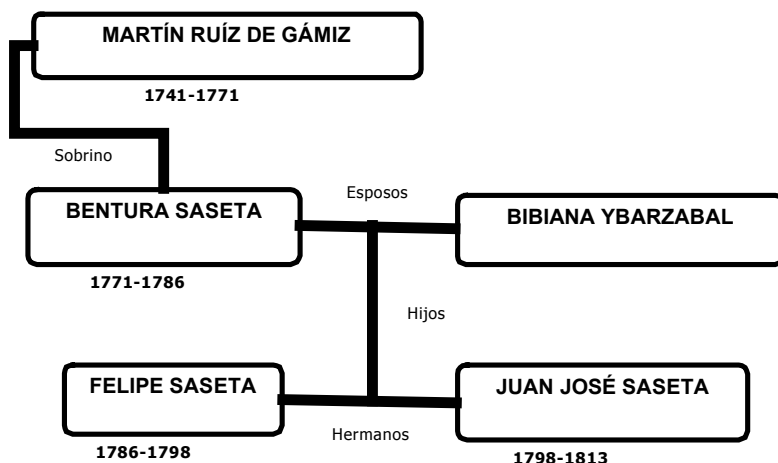 MARTÍN RUÍZ DE GÁMIZ
1741-1771
Sobrino
Esposos
BENTURA SASETA
BIBIANA YBARZABAL
1771-1786
Hijos
FELIPE SASETA
JUAN JOSÉ SASETA
Hermanos
1786-1798
1798-1813